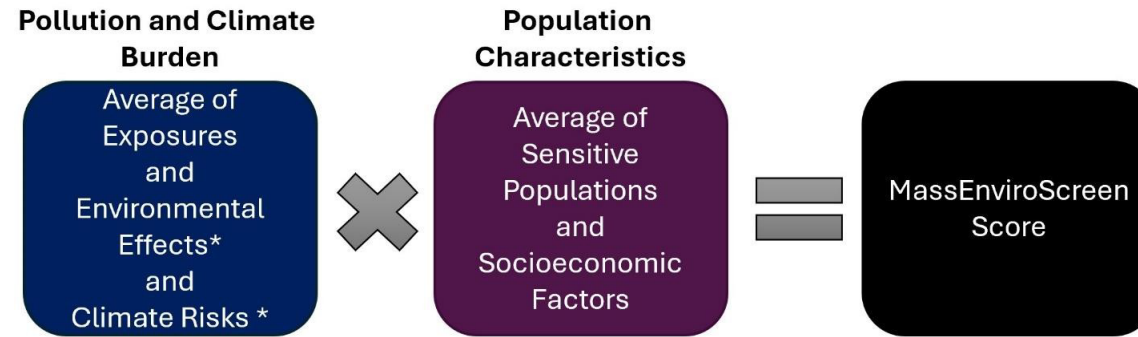 Pollution and Climate
Burden
Average of
Exposures
and
Environmental
Effects*
and
Climate Risks *
Population
Characteristics
Average of
Sensitive
Populations
and
Socioeconomic
Factors
MassEnviroScreen
Score